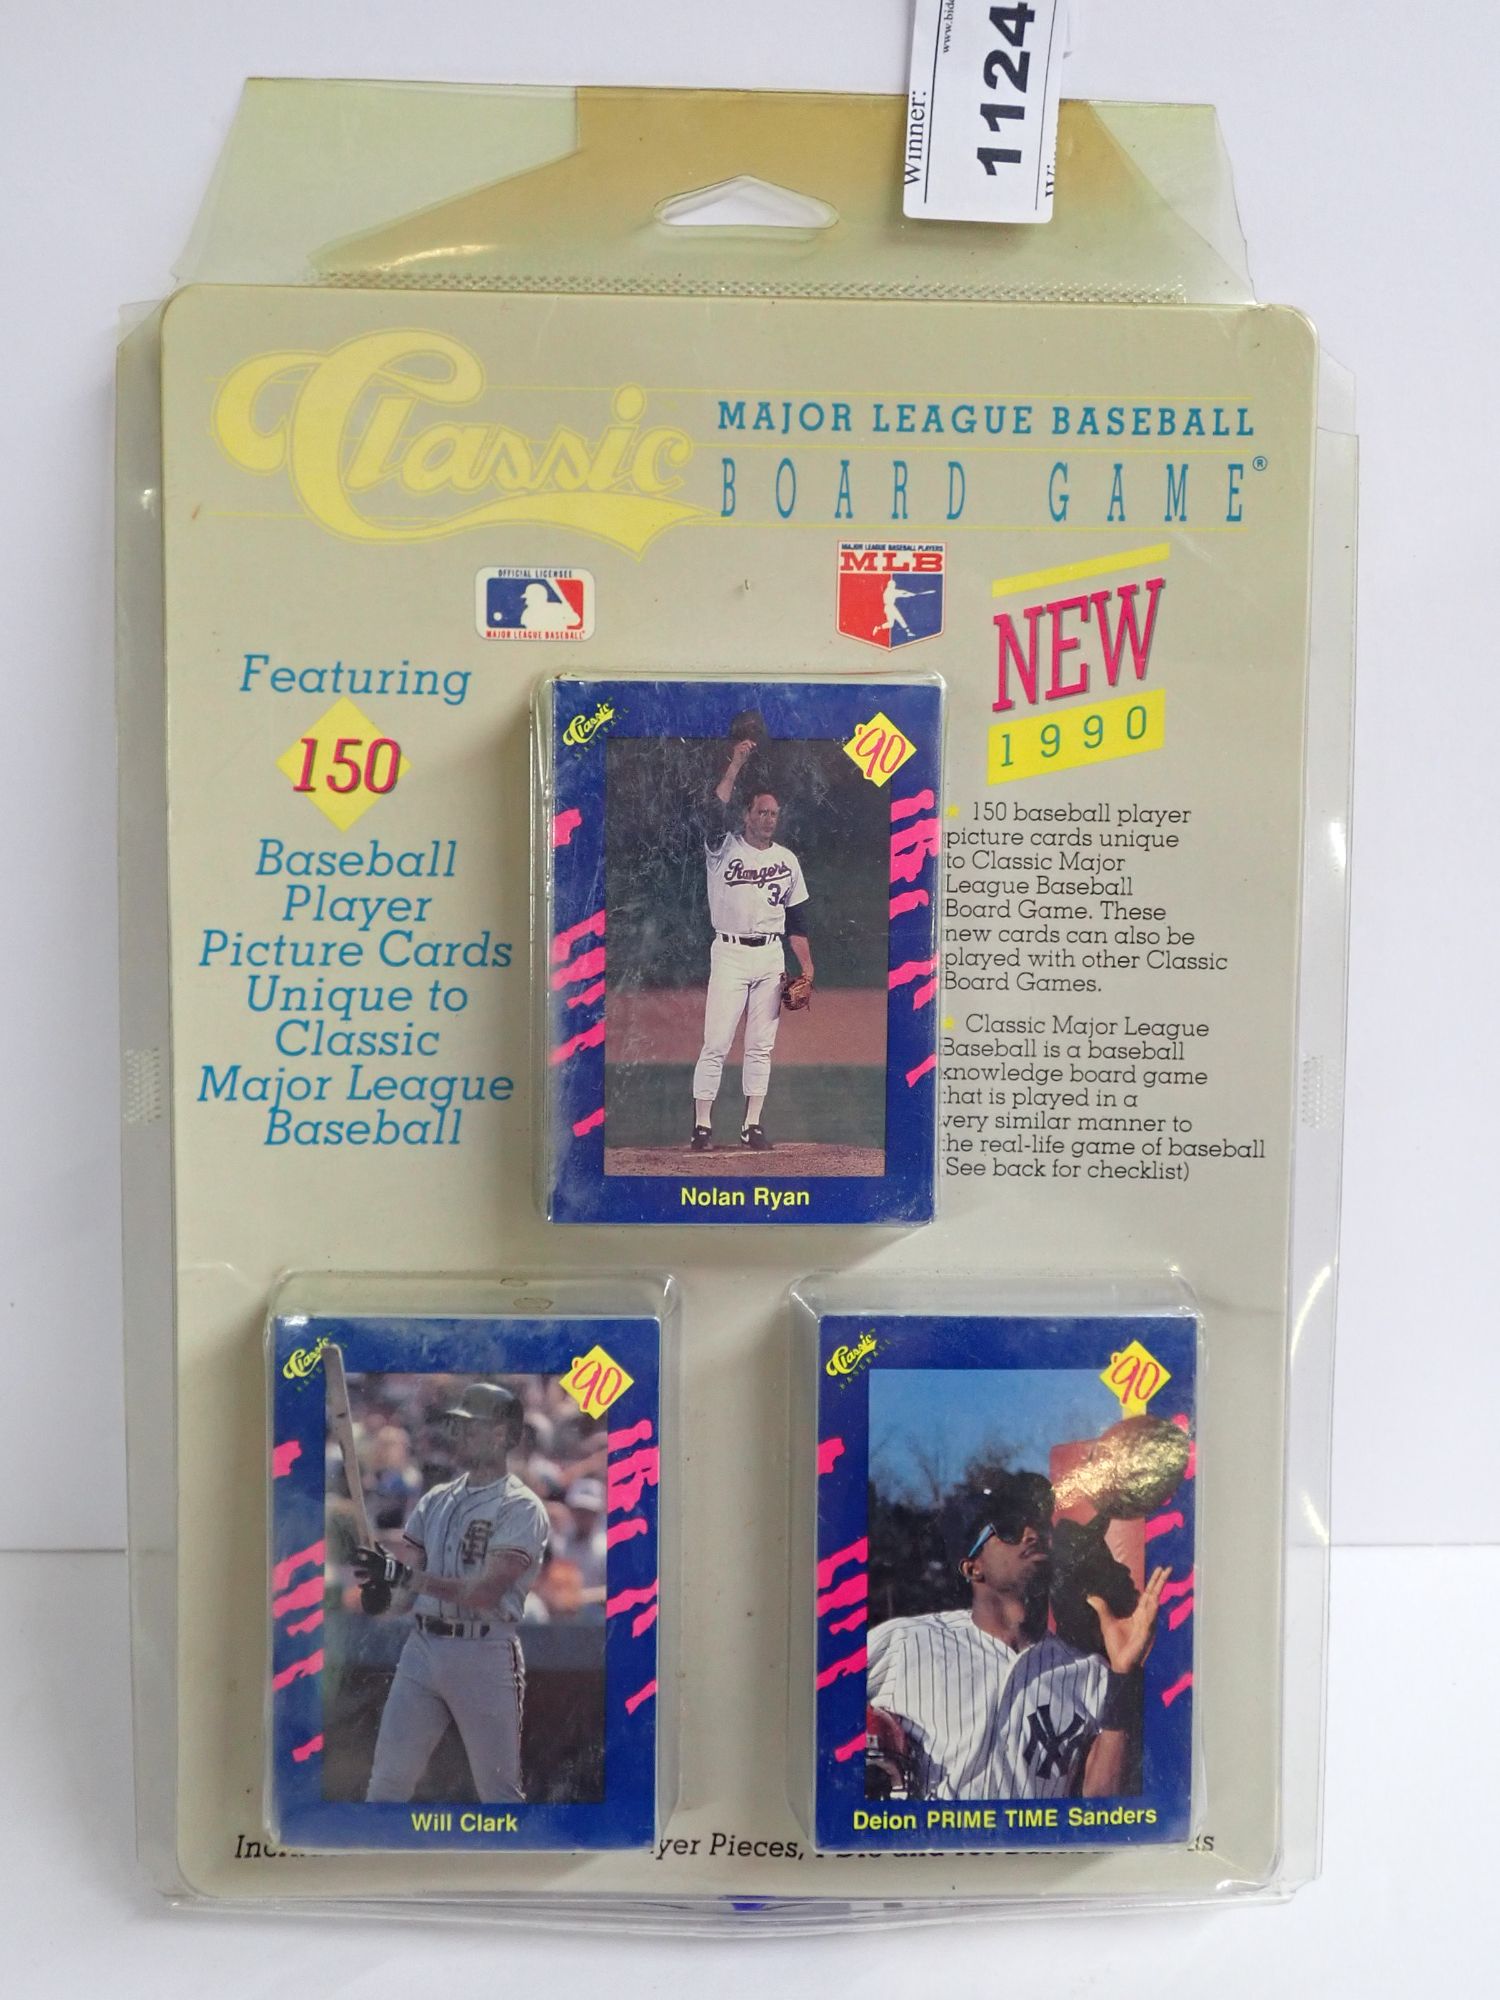 Winner:
1124
Classic
MAJOR LEAGUE BASEBALL
BOARD GAME®
OFFICIAL LICENSEE
MAJOR LEAGUE BASEBALL
MAJOR LEAGUE BASEBALL PLAYERS
MLB
NEW
1990
Featuring
150
Baseball
Player
Picture Cards
Unique to
Classic
Major League
Baseball
150 baseball player
picture cards unique
to Classic Major
League Baseball
Board Game. These
new cards can also be
played with other Classic
Board Games.
Classic Major League
Baseball is a baseball
knowledge board game
that is played in a
very similar manner to
the real-life game of baseball
(See back for checklist)
Classic
BASEBALL
'90
Rangers
34
Nolan Ryan
Classic
'90
Will Clark
Classic
BASEBALL
'90
NY
Deion PRIME TIME Sanders
Pieces,